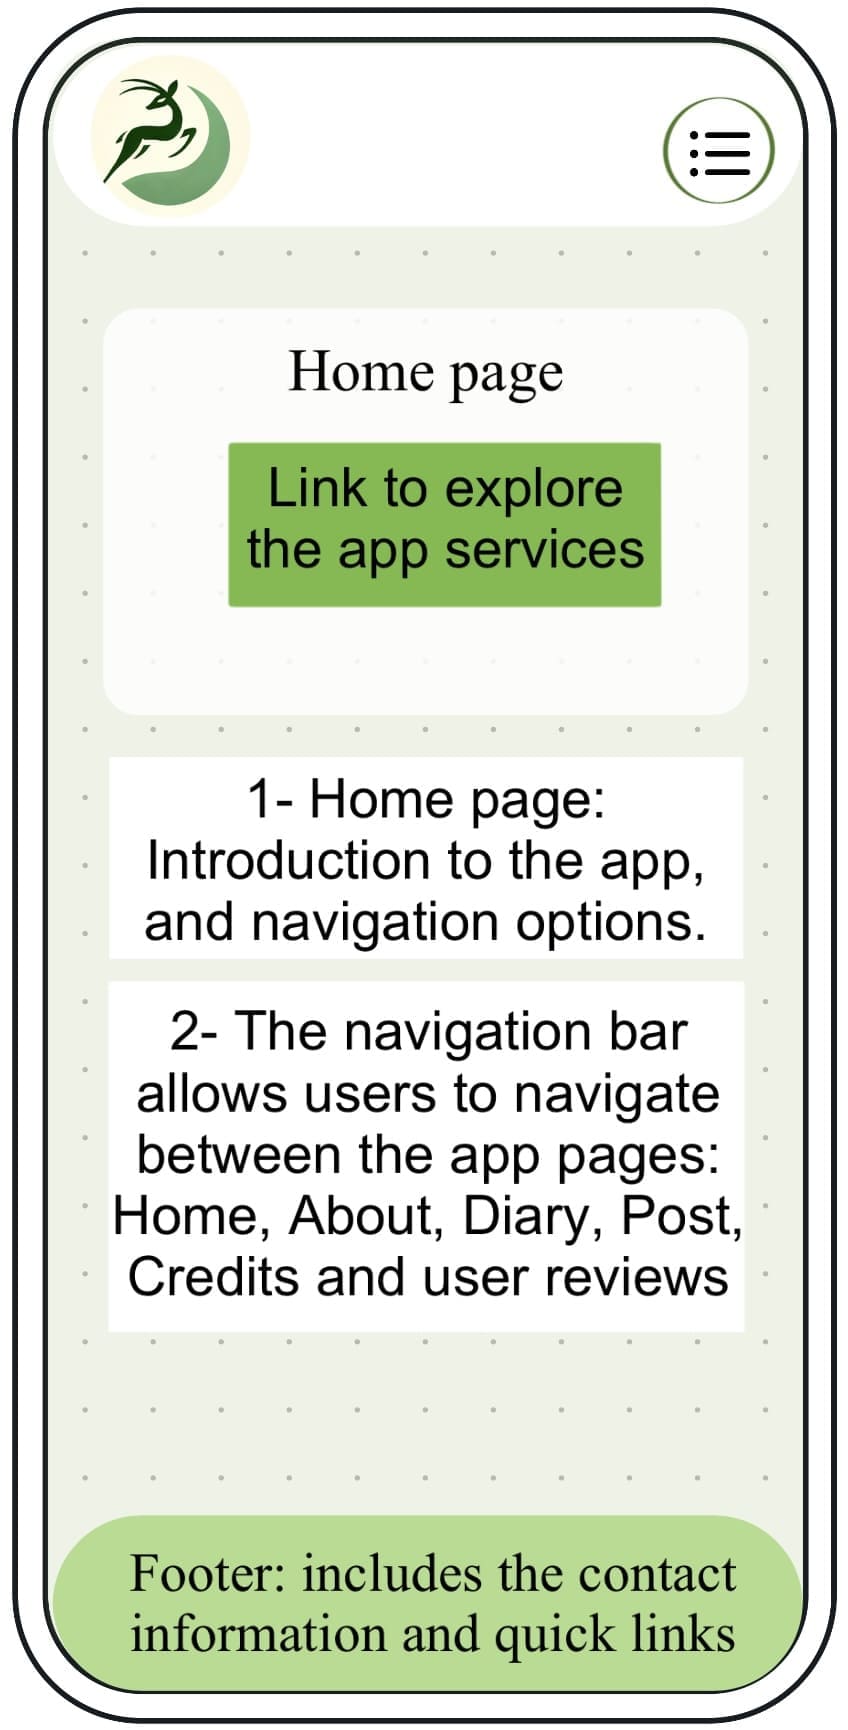 Home page
Link to explore
the app services
1- Home page:
Introduction to the app,
and navigation options.
2- The navigation bar
allows users to navigate
between the app pages:
Home, About, Diary, Post,
Credits and user reviews
Footer: includes the contact
information and quick links